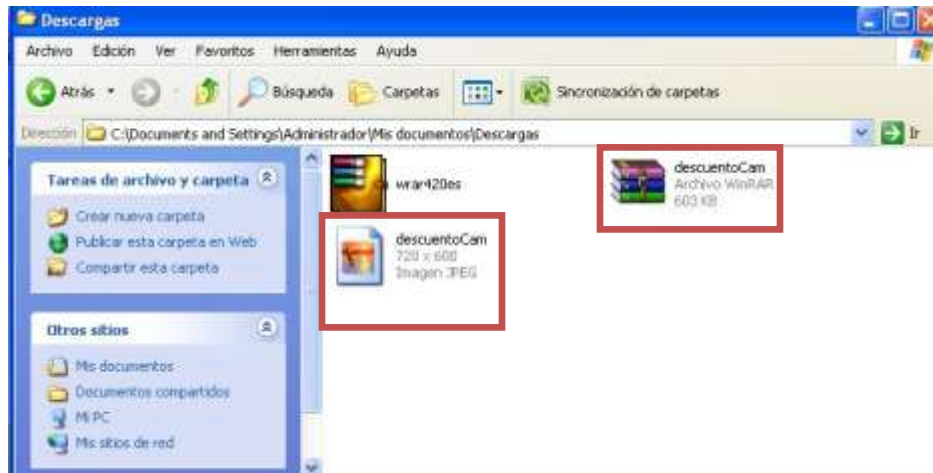 Descargas
Archivo Edición Ver Favoritos Herramientas Ayuda
Atrás Búsqueda Carpetas Sincronización de carpetas
Dirección C:\Documents and Settings\Administrador\Mis documentos\Descargas Ir
Tareas de archivo y carpeta
Crear nueva carpeta
Publicar esta carpeta en Web
Compartir esta carpeta
Otros sitios
Mis documentos
Documentos compartidos
Mi PC
Mis sitios de red
wrar420es
descuentoCam
Archivo WinRAR
603 KB
descuentoCam
720 x 600
Imagen JPEG